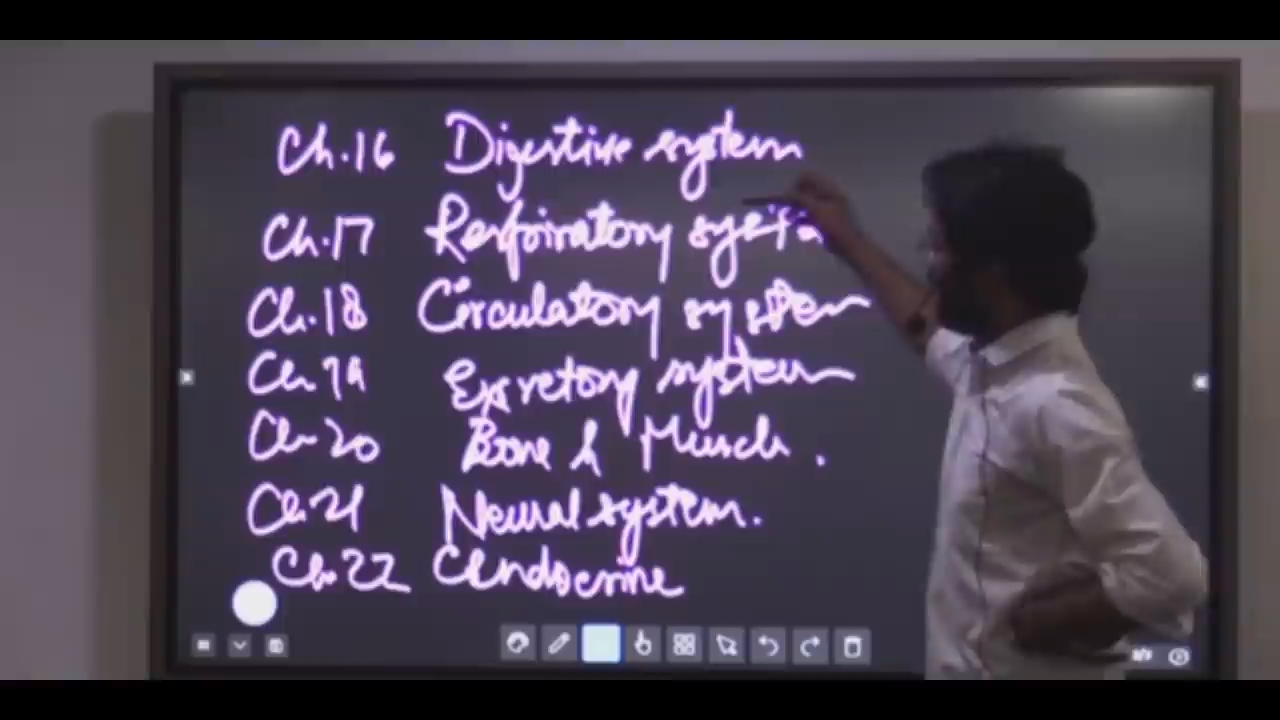 Ch.16 Digestive system
Ch.17 Respiratory system
Ch.18 Circulatory system
Ch.19 Excretory system
Ch.20 Bone & Muscle.
Ch.21 Neural system.
Ch.22 Endocrine